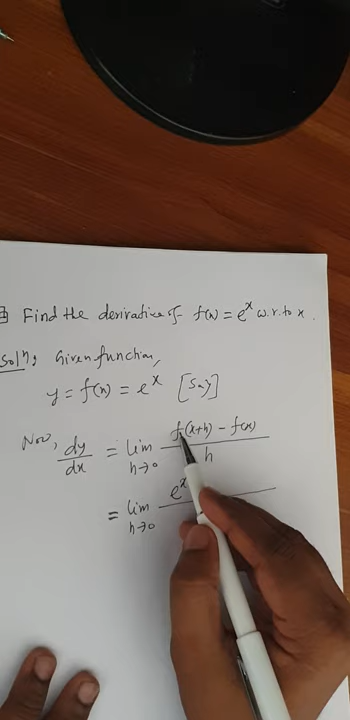 Find the derivative of f(x) = e^x w.r.to x.
Solⁿ: Given function,
y = f(x) = e^x [Say]
Now, dy/dx = lim h→0 f(x+h) - f(x) / h
= lim h→0 e^x